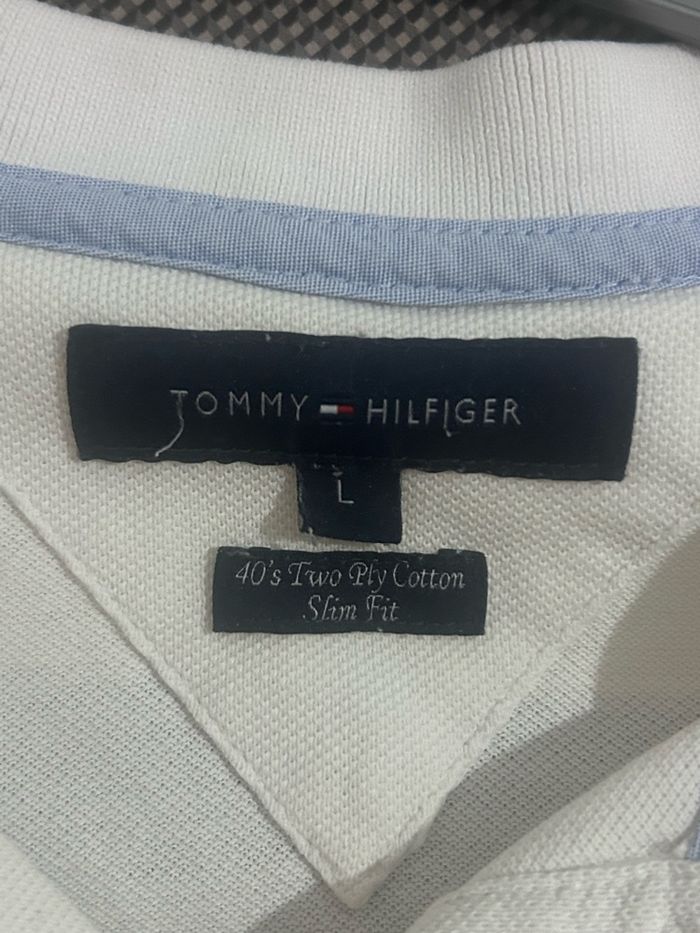 TOMMY HILFIGER
L
40's Two Ply Cotton
Slim Fit